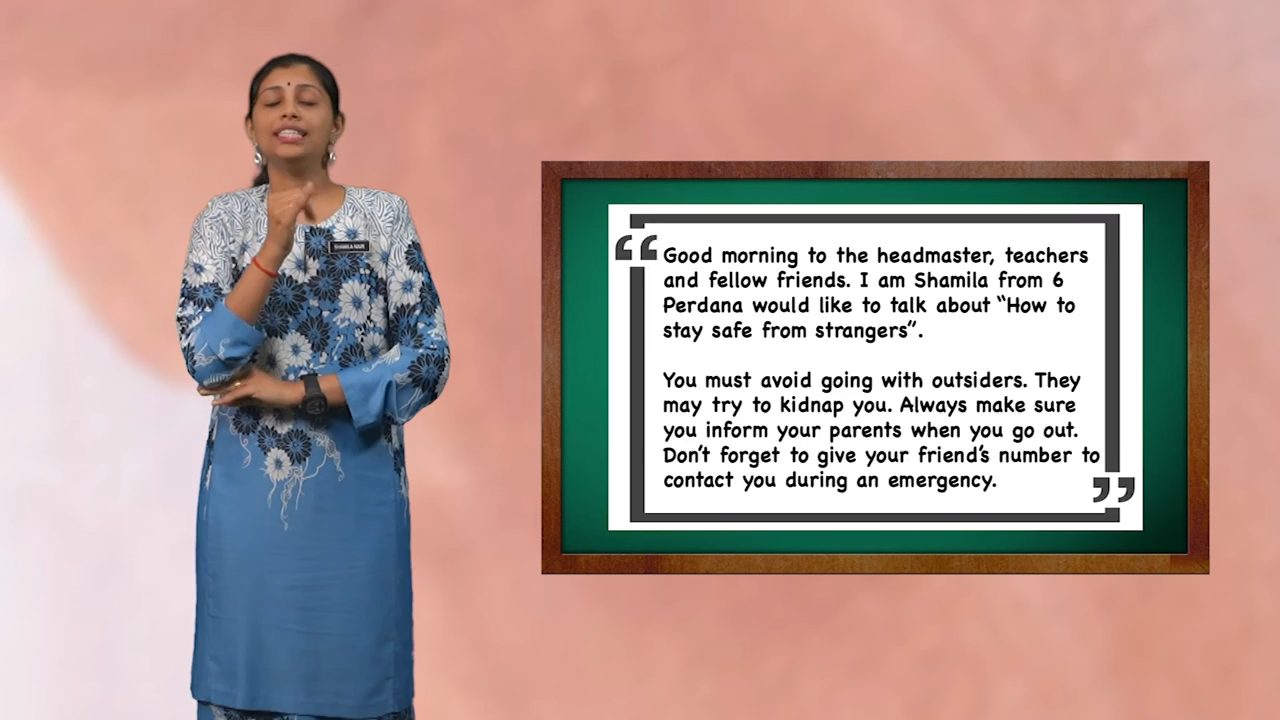 SHAMILA NAIR
“Good morning to the headmaster, teachers
and fellow friends. I am Shamila from 6
Perdana would like to talk about “How to
stay safe from strangers”.
You must avoid going with outsiders. They
may try to kidnap you. Always make sure
you inform your parents when you go out.
Don’t forget to give your friend’s number to
contact you during an emergency.”